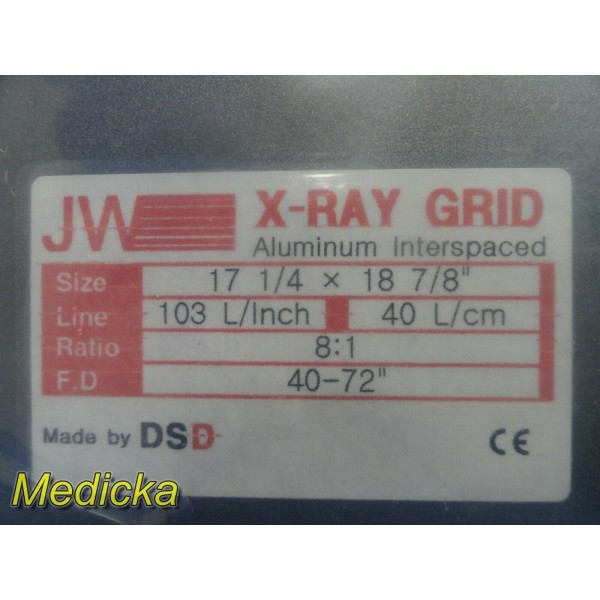 JW X-RAY GRID
Aluminum Interspaced
Size 17 1/4 × 18 7/8"
Line 103 L/Inch 40 L/cm
Ratio 8:1
F.D 40-72"
Made by DSD CE
Medicka